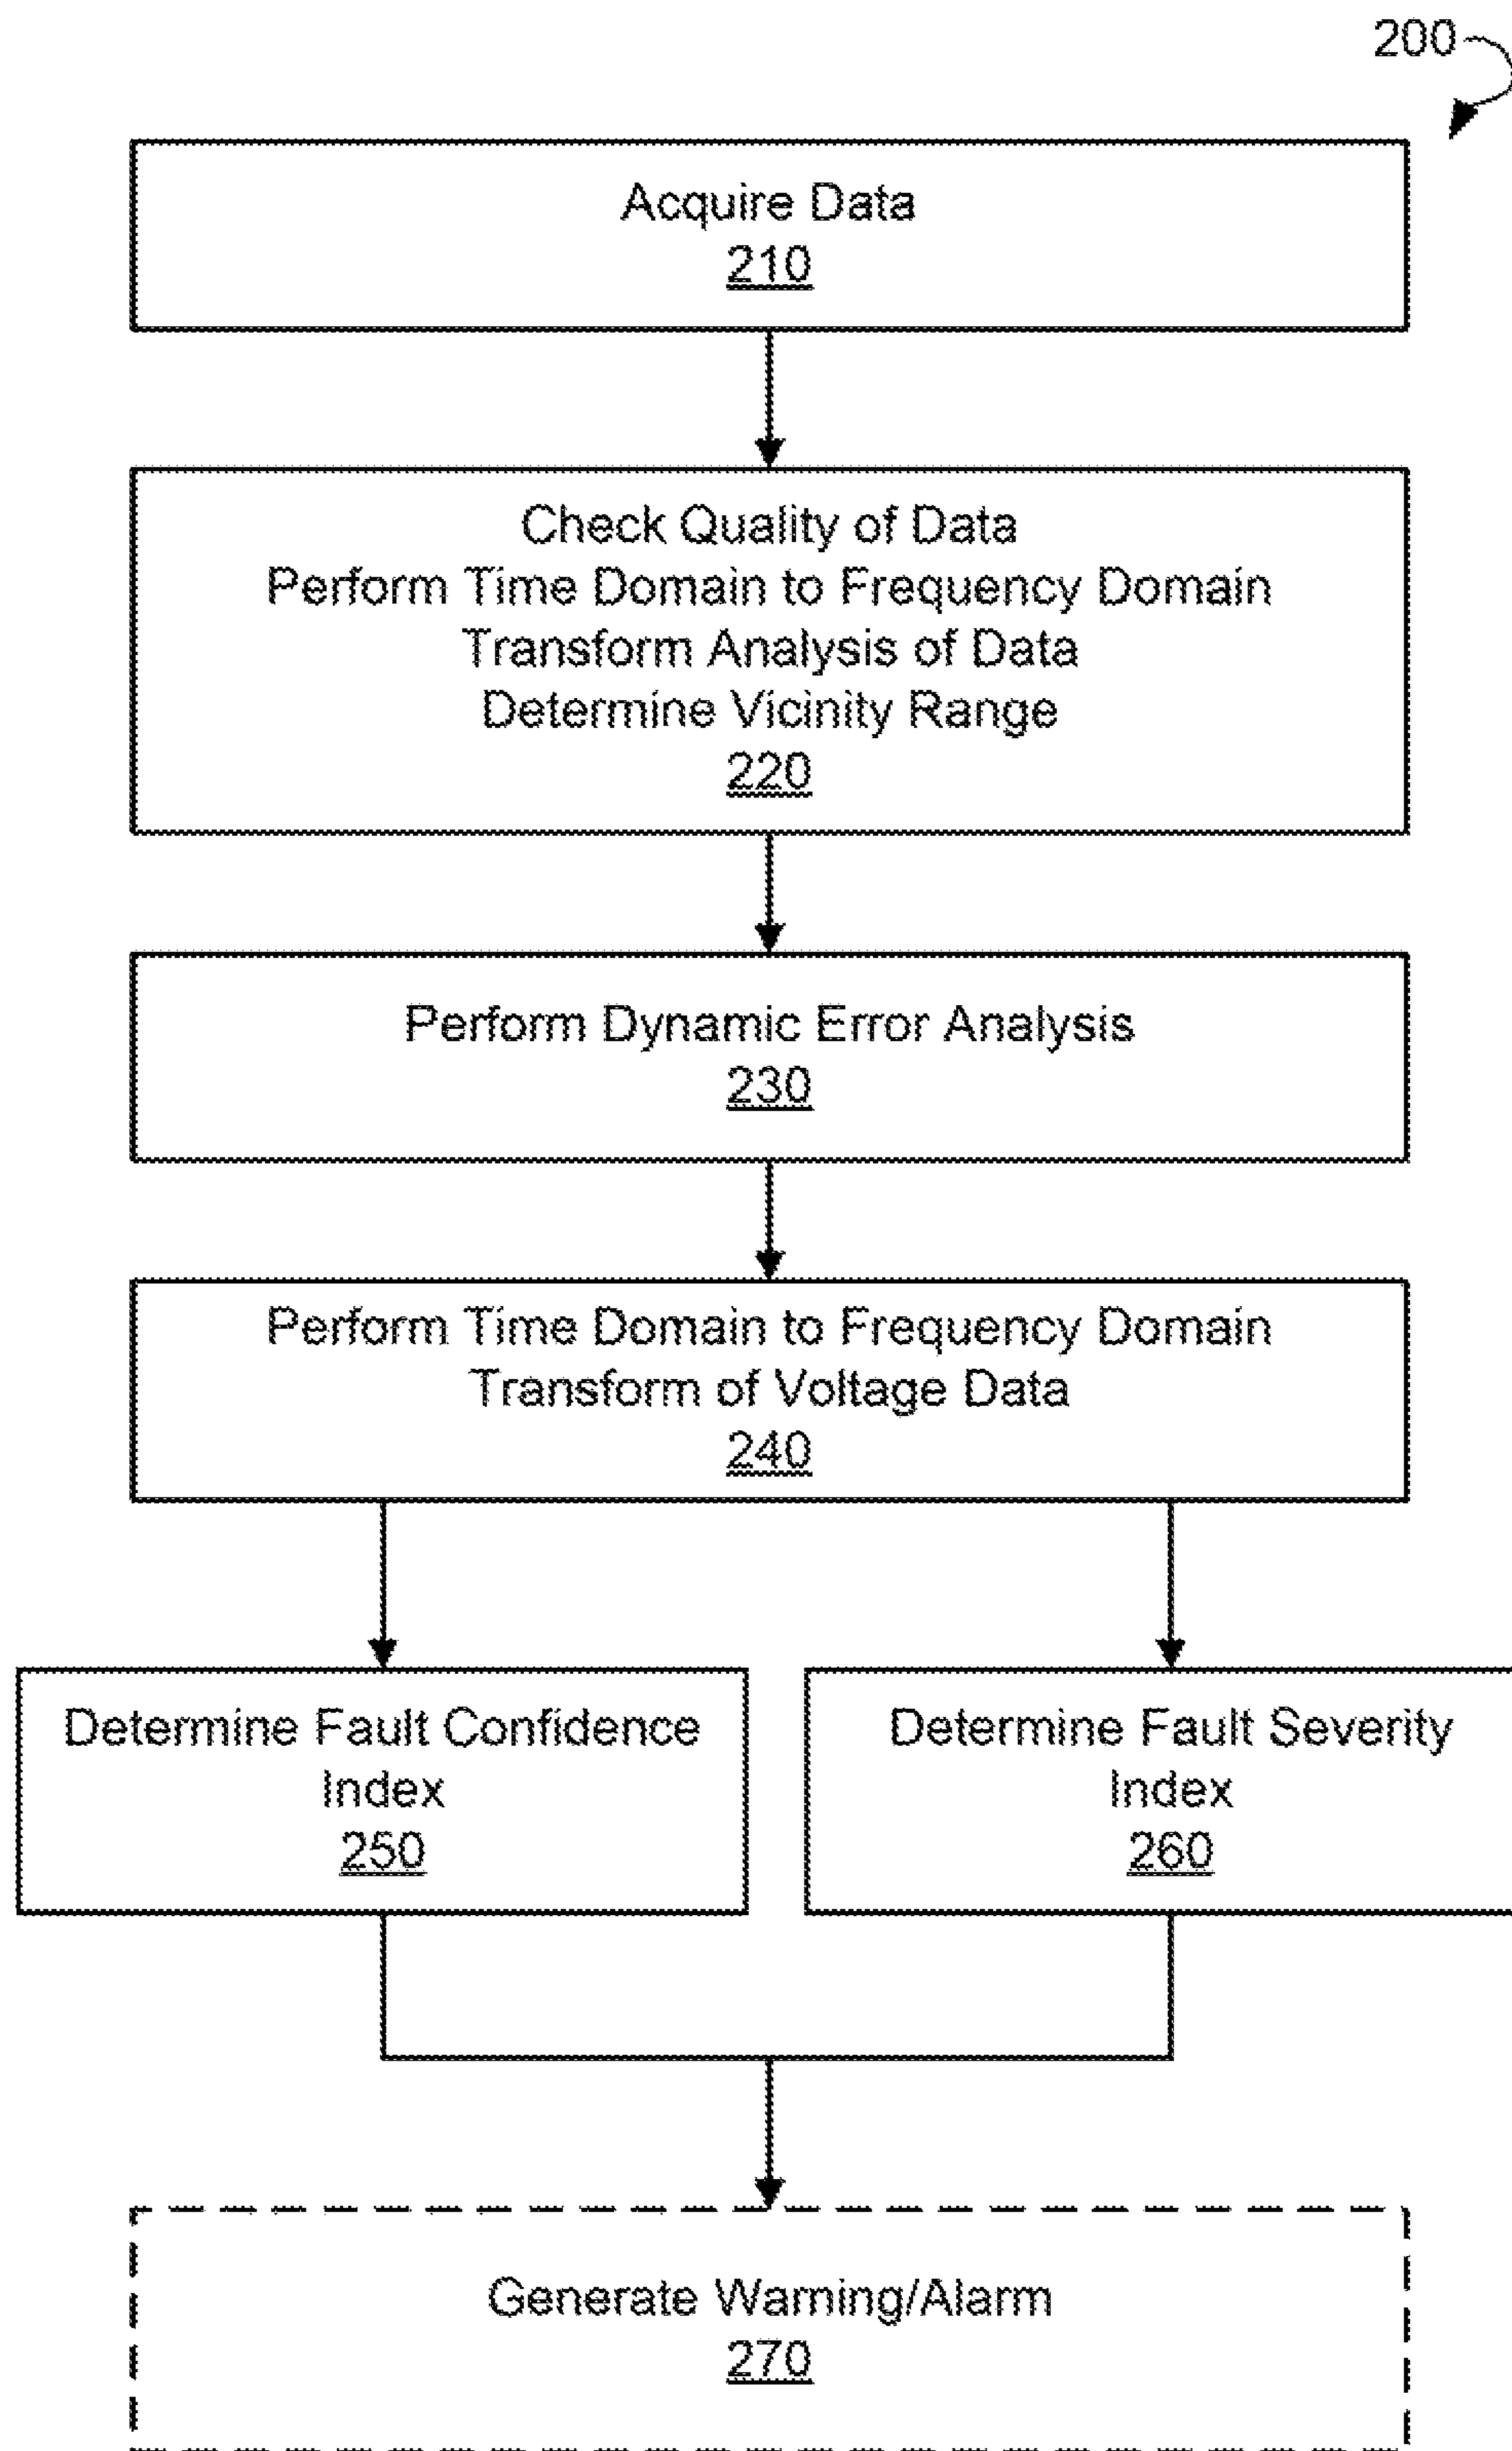 200
Acquire Data
210
Check Quality of Data
Perform Time Domain to Frequency Domain
Transform Analysis of Data
Determine Vicinity Range
220
Perform Dynamic Error Analysis
230
Perform Time Domain to Frequency Domain
Transform of Voltage Data
240
Determine Fault Confidence
Index
250
Determine Fault Severity
Index
260
Generate Warning/Alarm
270